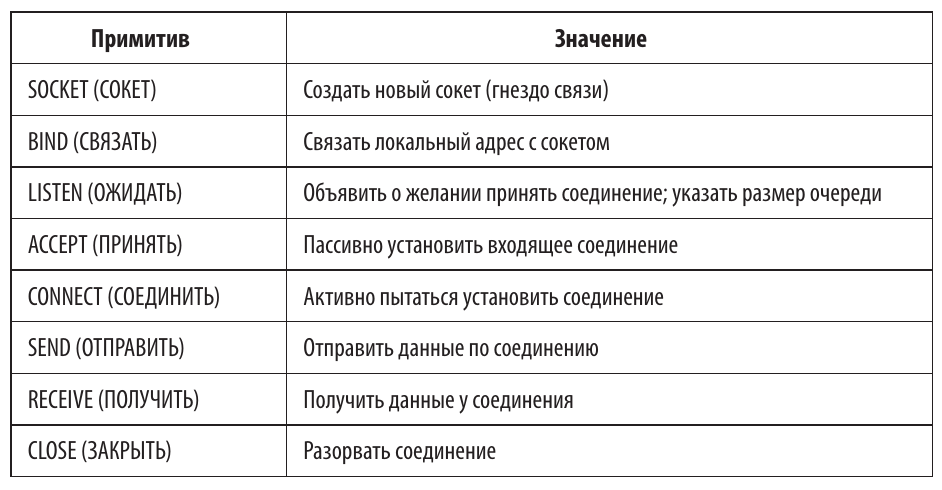 Примитив Значение
SOCKET (СОКЕТ) Создать новый сокет (гнездо связи)
BIND (СВЯЗАТЬ) Связать локальный адрес с сокетом
LISTEN (ОЖИДАТЬ) Объявить о желании принять соединение; указать размер очереди
ACCEPT (ПРИНЯТЬ) Пассивно установить входящее соединение
CONNECT (СОЕДИНИТЬ) Активно пытаться установить соединение
SEND (ОТПРАВИТЬ) Отправить данные по соединению
RECEIVE (ПОЛУЧИТЬ) Получить данные у соединения
CLOSE (ЗАКРЫТЬ) Разорвать соединение